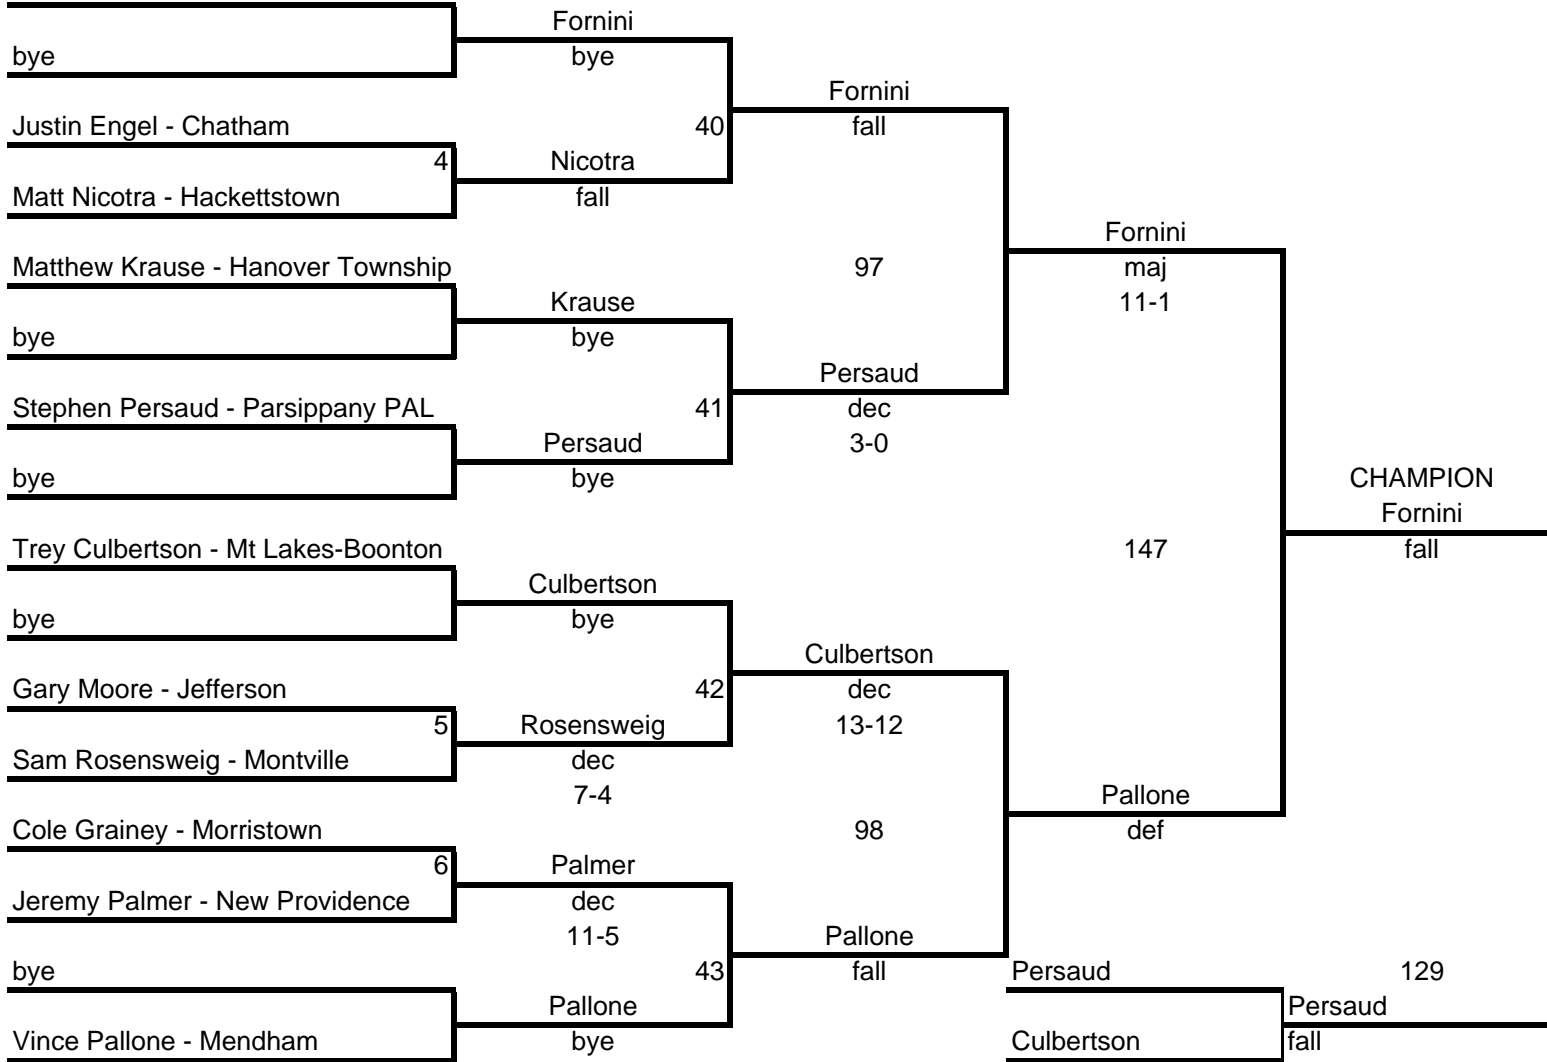 Fornini
bye
bye
Fornini
Justin Engel - Chatham
40
fall
4
Nicotra
Matt Nicotra - Hackettstown
fall
Fornini
Matthew Krause - Hanover Township
97
maj
Krause
11-1
bye
bye
Persaud
Stephen Persaud - Parsippany PAL
41
dec
Persaud
3-0
bye
bye
CHAMPION
Fornini
Trey Culbertson - Mt Lakes-Boonton
147
fall
Culbertson
bye
bye
Culbertson
Gary Moore - Jefferson
42
dec
5
Rosensweig
13-12
Sam Rosensweig - Montville
dec
7-4
Pallone
Cole Grainey - Morristown
98
def
6
Palmer
Jeremy Palmer - New Providence
dec
11-5
Pallone
bye
43
fall
Persaud
129
Pallone
Persaud
Vince Pallone - Mendham
bye
Culbertson
fall